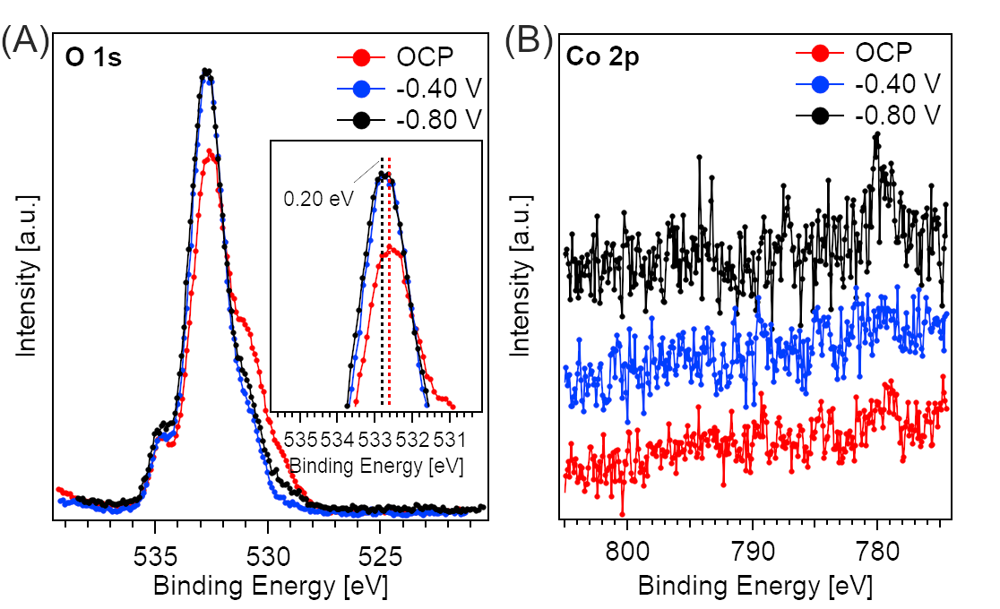 (A)
O 1s
OCP
-0.40 V
-0.80 V
0.20 eV
535 534 533 532 531
Binding Energy [eV]
Intensity [a.u.]
535 530 525
Binding Energy [eV]
(B)
Co 2p
OCP
-0.40 V
-0.80 V
Intensity [a.u.]
800 790 780
Binding Energy [eV]